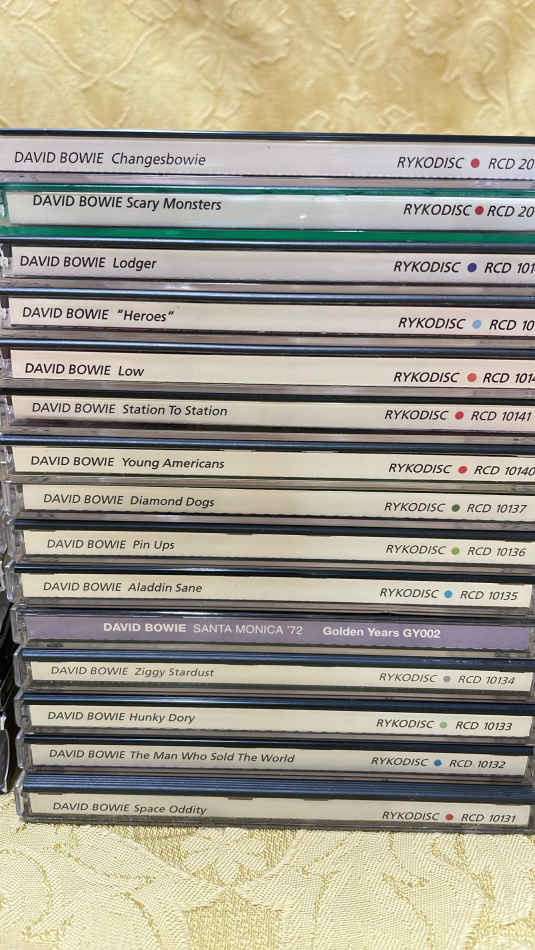 DAVID BOWIE Changesbowie RYKODISC RCD 20
DAVID BOWIE Scary Monsters RYKODISC RCD 20
DAVID BOWIE Lodger RYKODISC RCD 101
DAVID BOWIE "Heroes" RYKODISC RCD 10
DAVID BOWIE Low RYKODISC RCD 101
DAVID BOWIE Station To Station RYKODISC RCD 10141
DAVID BOWIE Young Americans RYKODISC RCD 10140
DAVID BOWIE Diamond Dogs RYKODISC RCD 10137
DAVID BOWIE Pin Ups RYKODISC RCD 10136
DAVID BOWIE Aladdin Sane RYKODISC RCD 10135
DAVID BOWIE SANTA MONICA '72 Golden Years GY002
DAVID BOWIE Ziggy Stardust RYKODISC RCD 10134
DAVID BOWIE Hunky Dory RYKODISC RCD 10133
DAVID BOWIE The Man Who Sold The World RYKODISC RCD 10132
DAVID BOWIE Space Oddity RYKODISC RCD 10131